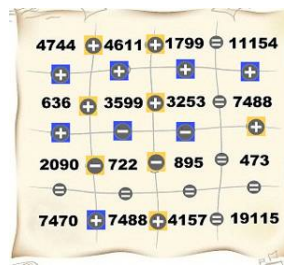 4744 + 4611 + 1799 = 11154
+ + + +
636 + 3599 + 3253 = 7488
+ − − +
2090 − 722 − 895 = 473
= = = =
7470 + 7488 + 4157 = 19115